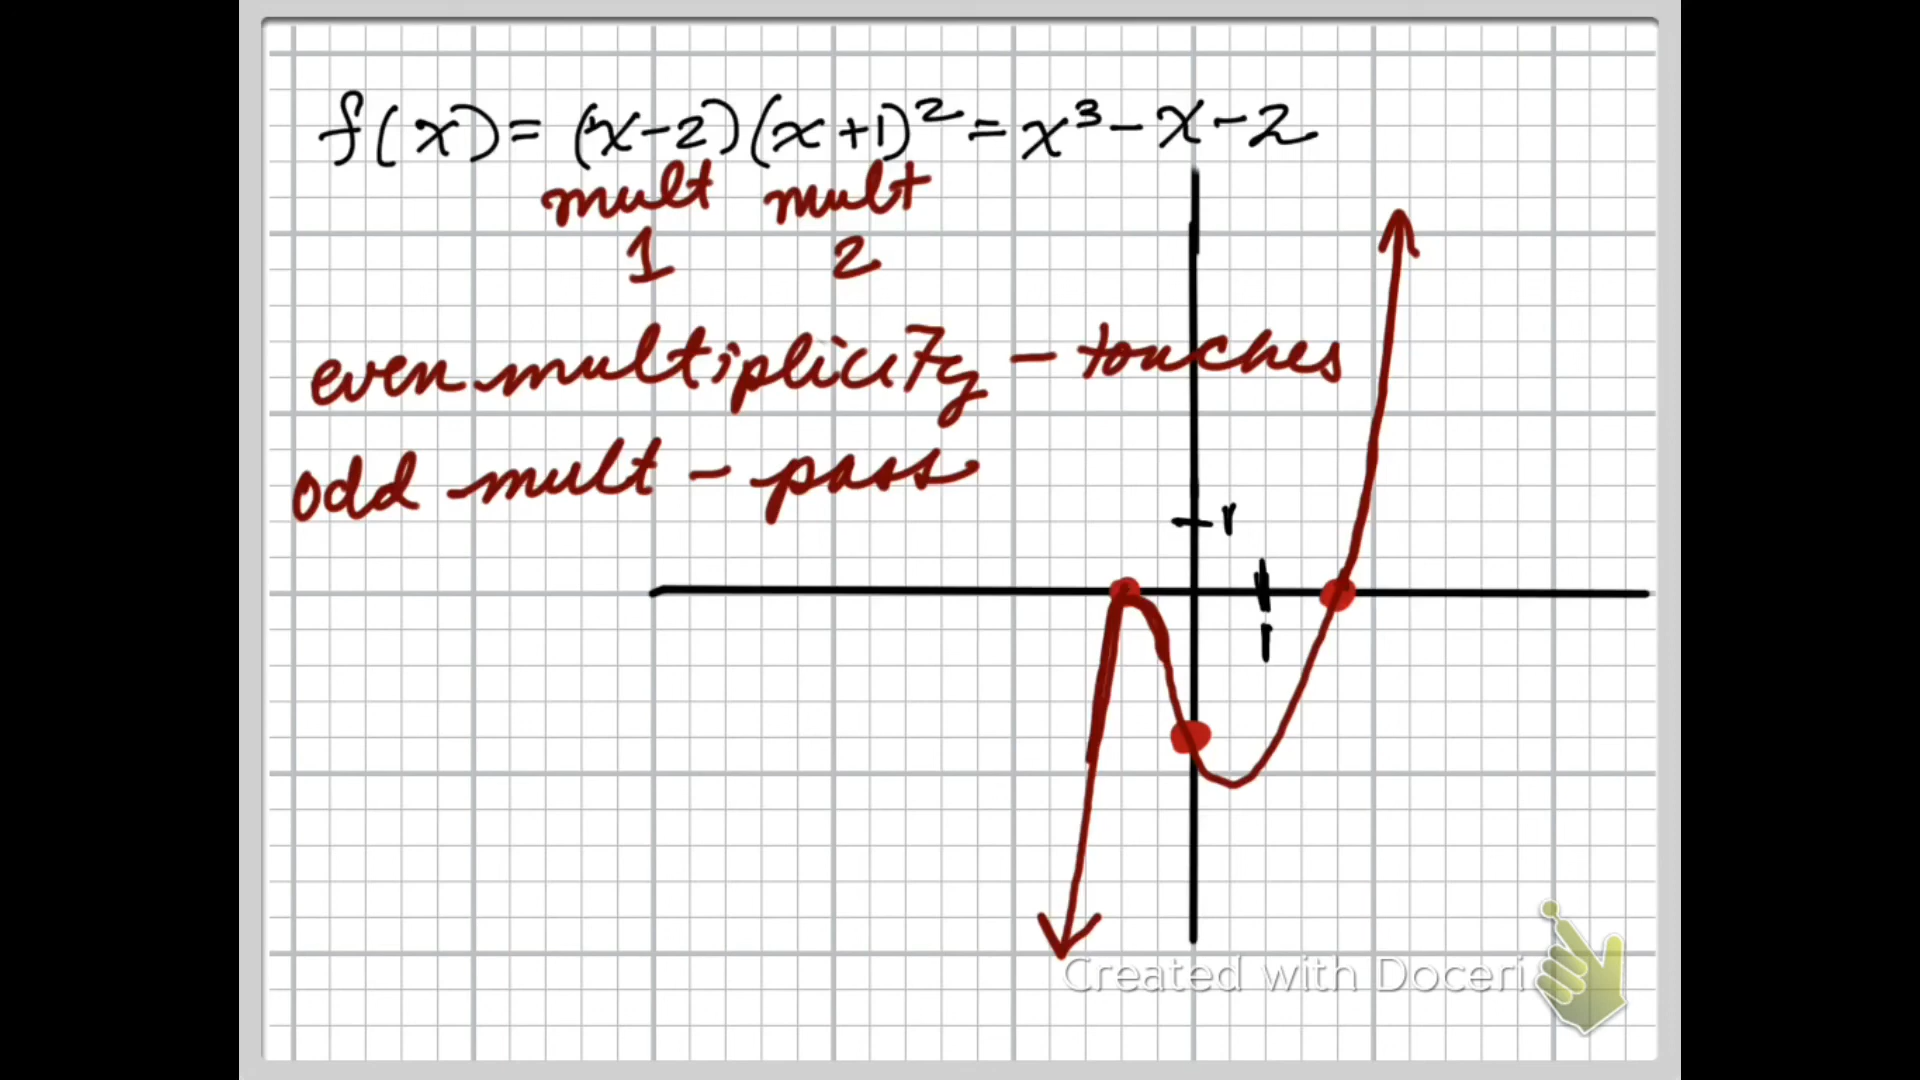 f(x) = (x-2)(x+1)² = x³-x-2
mult mult
1 2
even multiplicity - touches
odd mult - pass
1
1
Created with Doceri